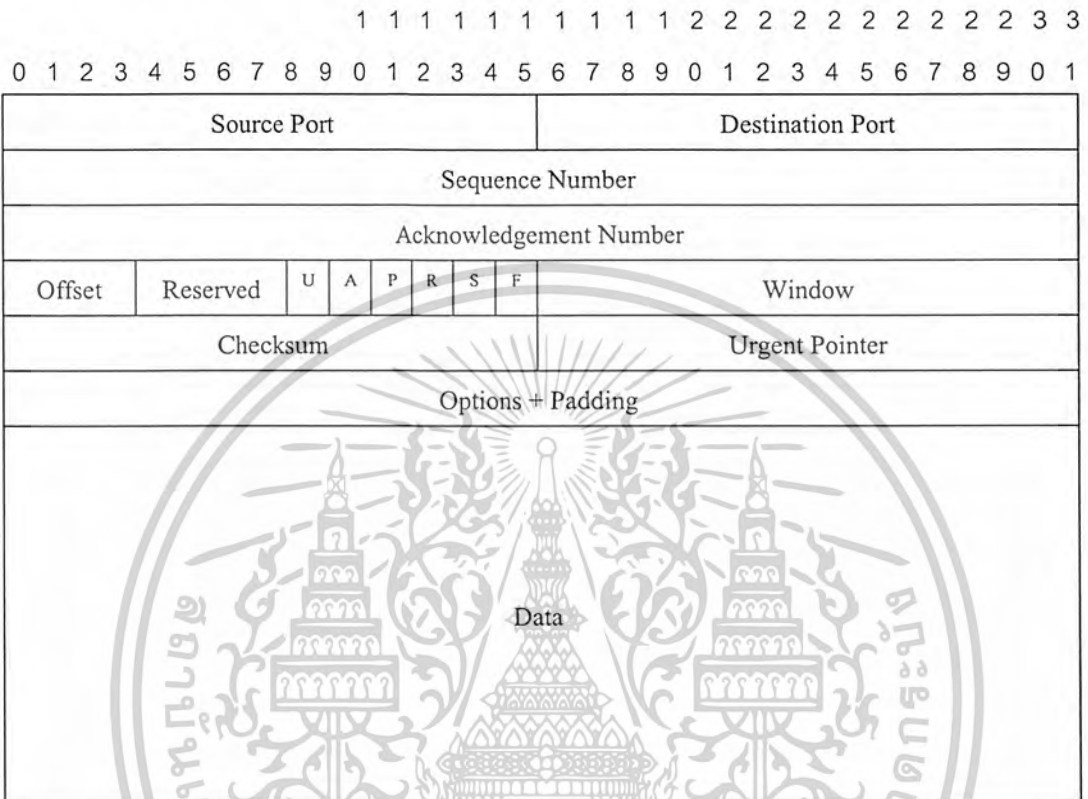 1 1 1 1 1 1 1 1 1 1 2 2 2 2 2 2 2 2 2 2 3 3
0 1 2 3 4 5 6 7 8 9 0 1 2 3 4 5 6 7 8 9 0 1 2 3 4 5 6 7 8 9 0 1
Source Port Destination Port
Sequence Number
Acknowledgement Number
Offset Reserved U A P R S F Window
Checksum Urgent Pointer
Options + Padding
Data